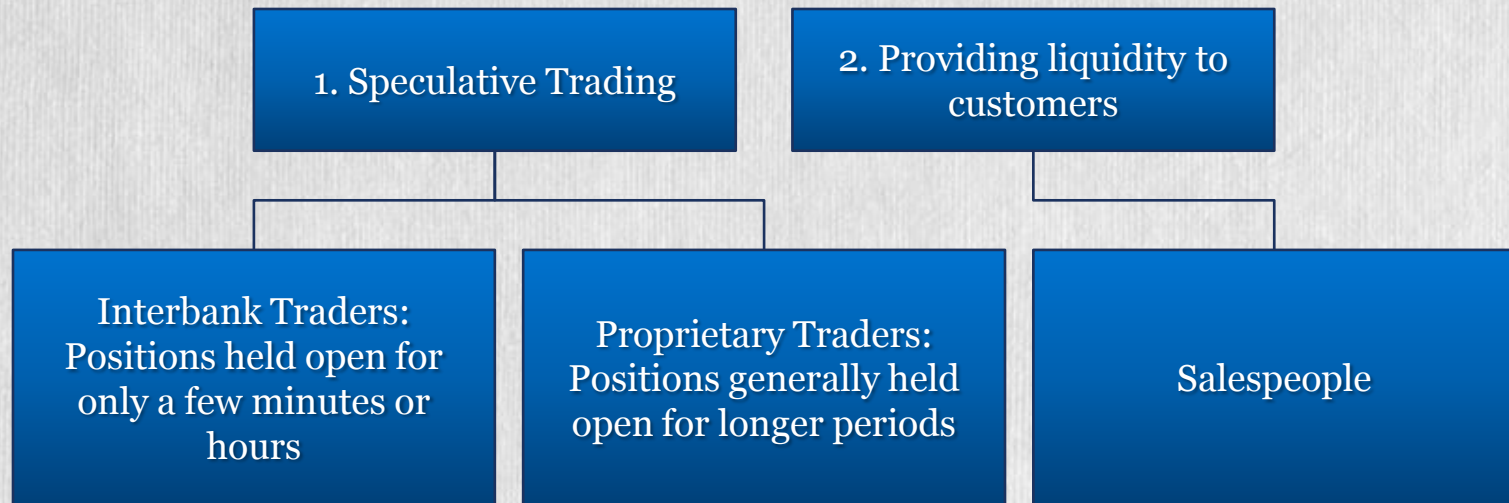 1. Speculative Trading
2. Providing liquidity to
customers
Interbank Traders:
Positions held open for
only a few minutes or
hours
Proprietary Traders:
Positions generally held
open for longer periods
Salespeople